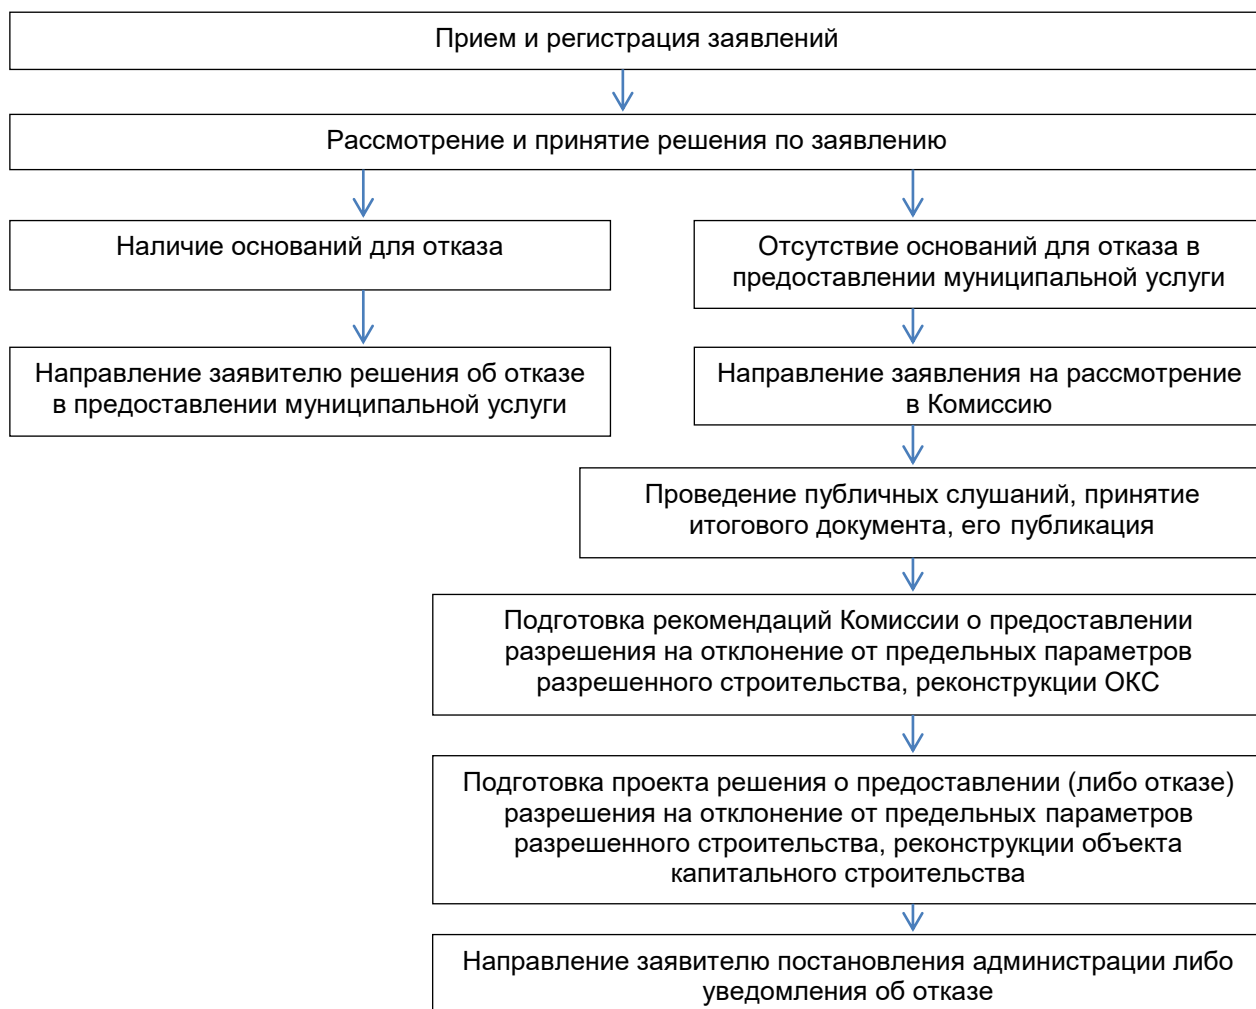 Прием и регистрация заявлений
Рассмотрение и принятие решения по заявлению
Наличие оснований для отказа
Отсутствие оснований для отказа в
предоставлении муниципальной услуги
Направление заявителю решения об отказе
в предоставлении муниципальной услуги
Направление заявления на рассмотрение
в Комиссию
Проведение публичных слушаний, принятие
итогового документа, его публикация
Подготовка рекомендаций Комиссии о предоставлении
разрешения на отклонение от предельных параметров
разрешенного строительства, реконструкции ОКС
Подготовка проекта решения о предоставлении (либо отказе)
разрешения на отклонение от предельных параметров
разрешенного строительства, реконструкции объекта
капитального строительства
Направление заявителю постановления администрации либо
уведомления об отказе